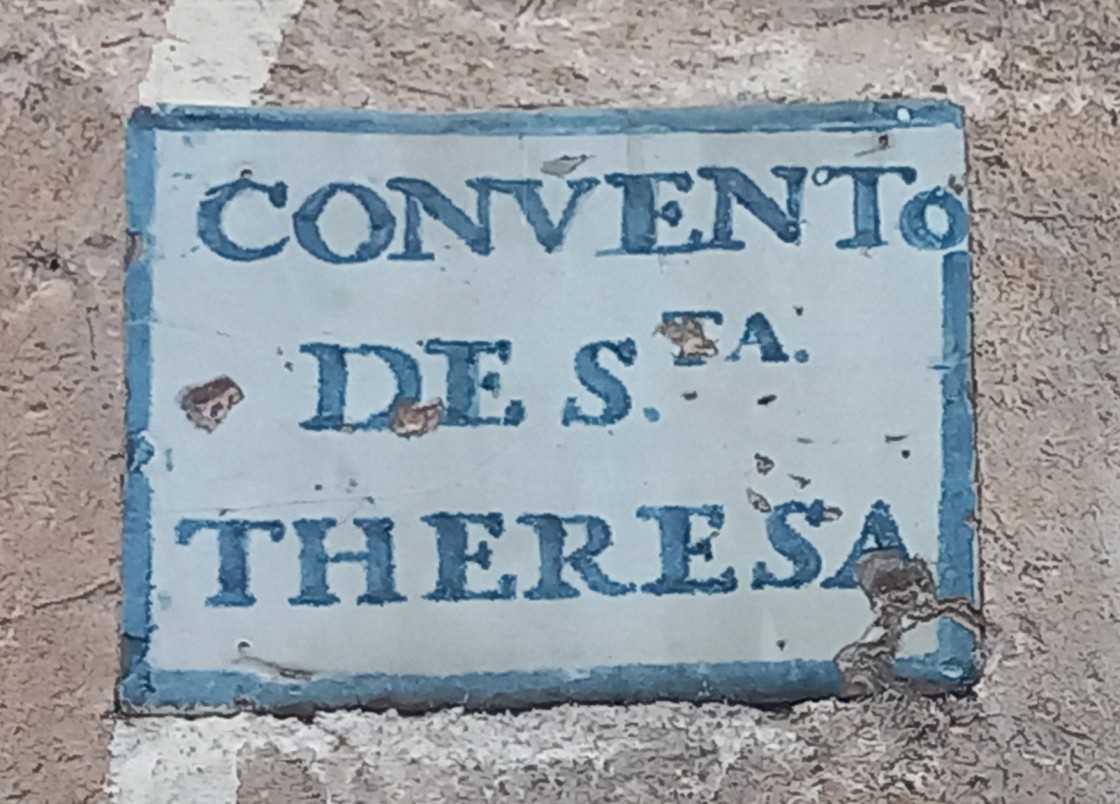 CONVENTO
DE S.TA.
THERESA